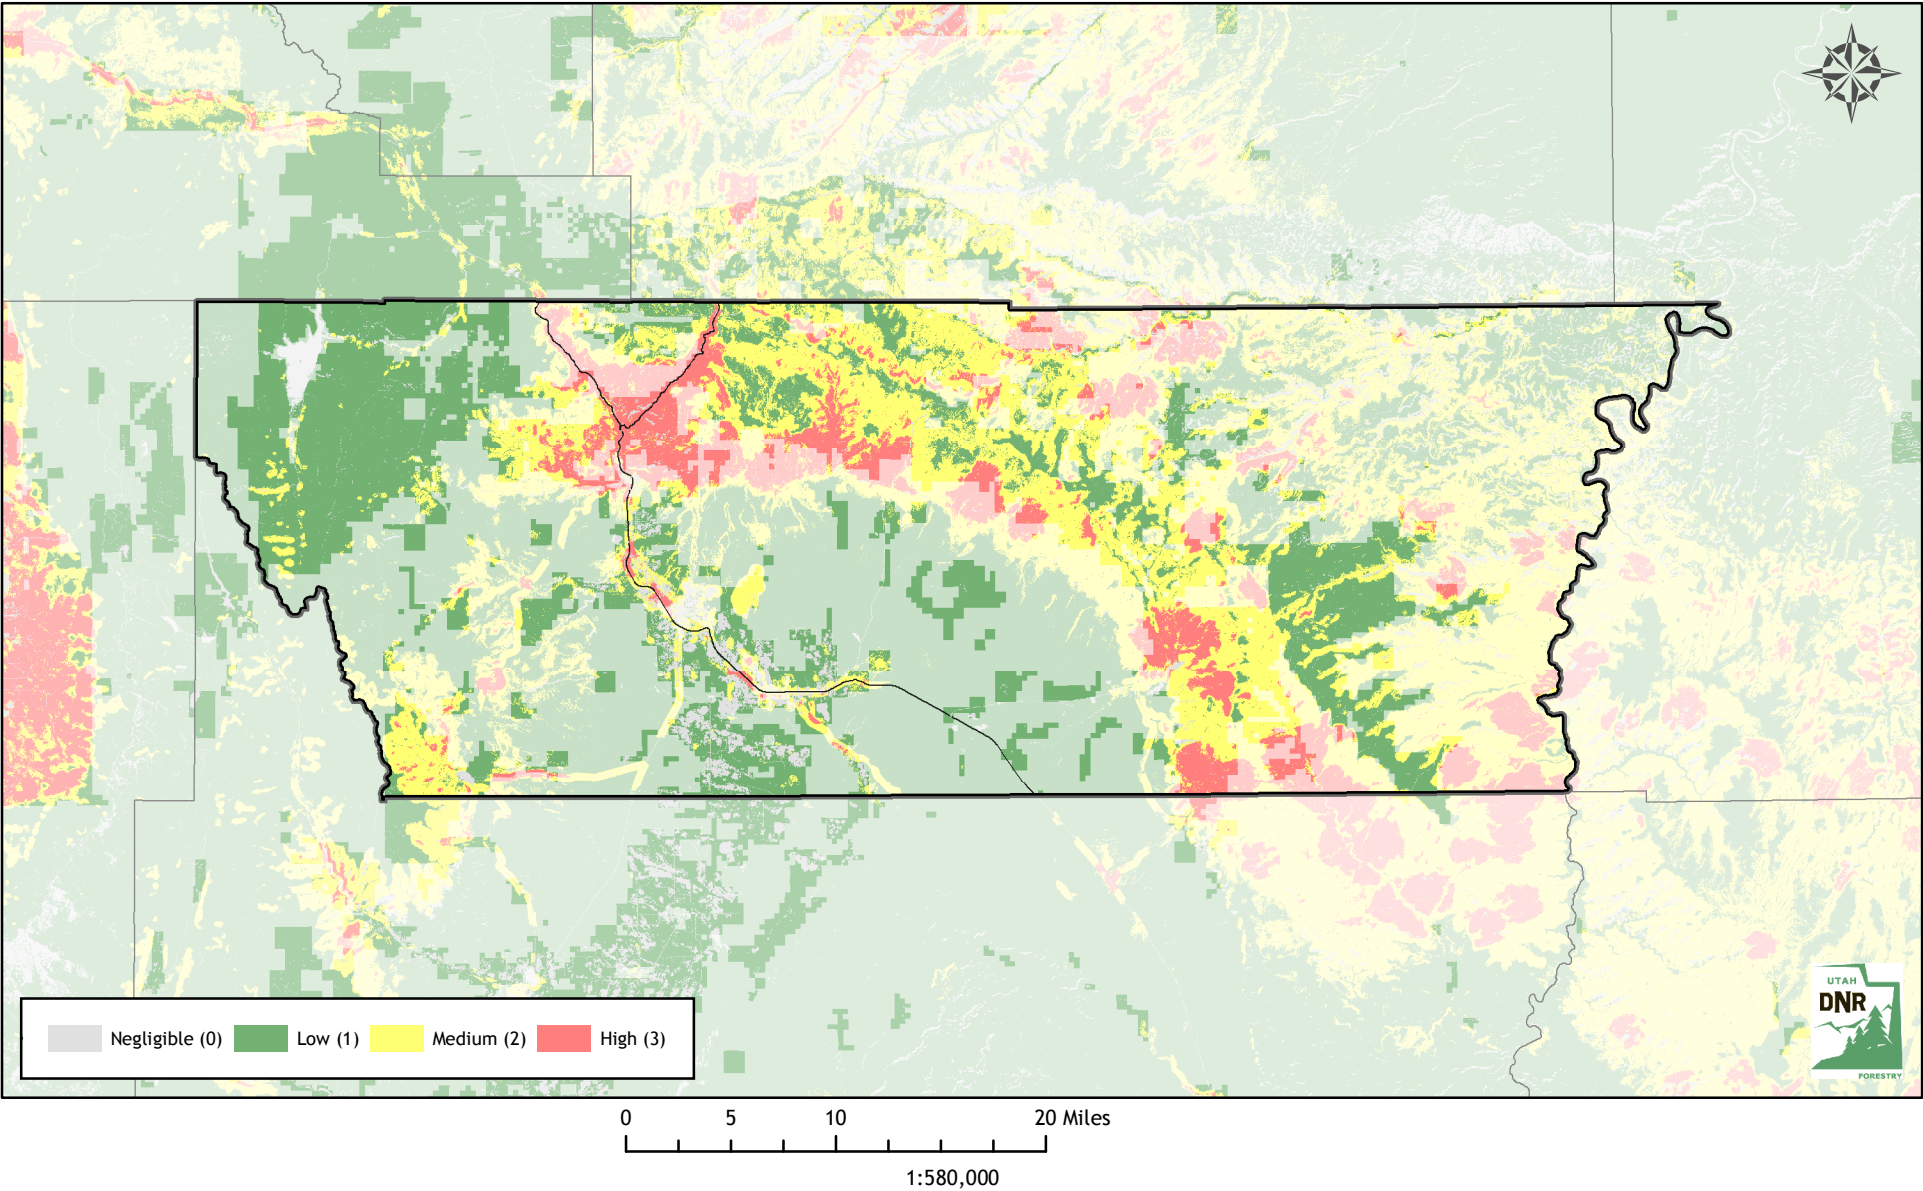 UTAH
DNR
FORESTRY
Negligible (0) Low (1) Medium (2) High (3)
0 5 10 20 Miles
1:580,000